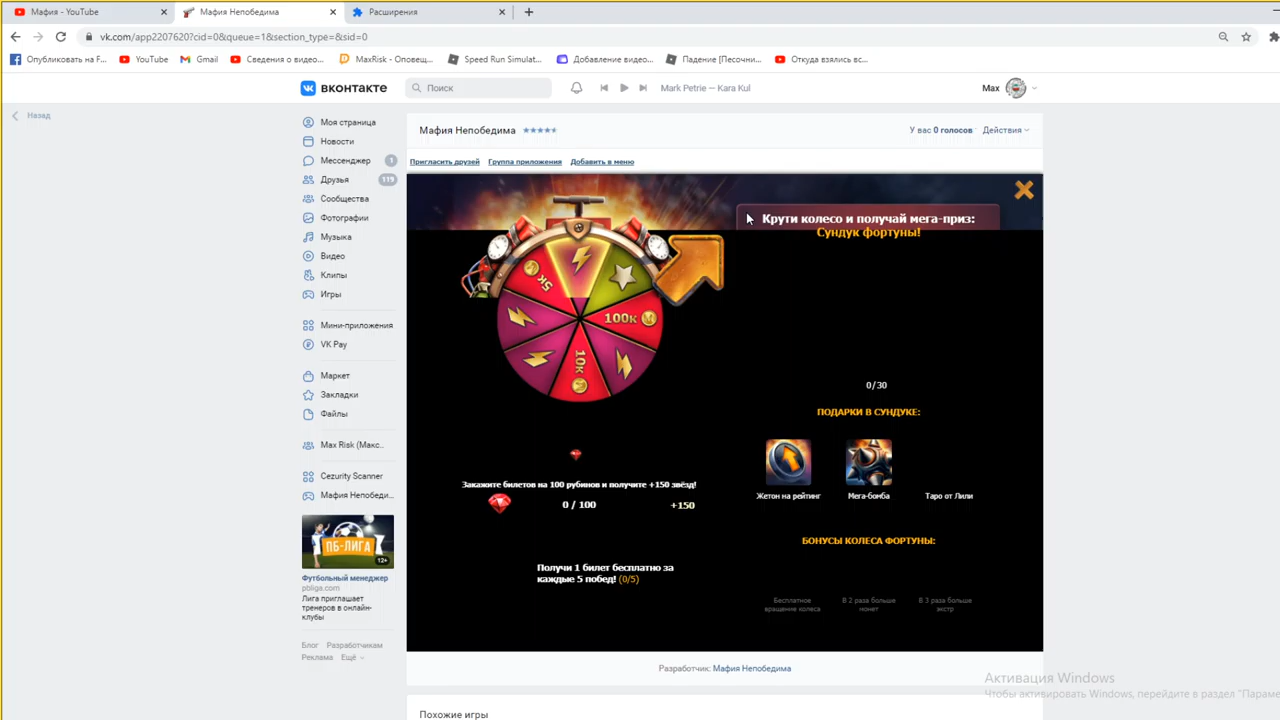 Мафия - YouTube
Мафия Непобедима
Расширения
vk.com/app2207620?cid=0&queue=1&section_type=&sid=0
Опубликовать на F...
YouTube
Gmail
Сведения о видео...
MaxRisk - Оповещ...
Speed Run Simulat...
Добавление видео...
Падение [Песочни...
Откуда взялись вс...
вконтакте
Поиск
Mark Petrie — Kara Kul
Max
Назад
Моя страница
Новости
Мессенджер 1
Друзья 119
Сообщества
Фотографии
Музыка
Видео
Клипы
Игры
Мини-приложения
VK Pay
Маркет
Закладки
Файлы
Max Risk (Макс..
Cezurity Scanner
Мафия Непобеди...
ПБ-ЛИГА
12+
Футбольный менеджер
pbliga.com
Лига приглашает
тренеров в онлайн-
клубы
Блог Разработчикам
Реклама Ещё
Мафия Непобедима
У вас 0 голосов
Действия
Пригласить друзей
Группа приложения
Добавить в меню
Крути колесо и получай мега-приз:
Сундук фортуны!
5к
100к
10к
0/30
ПОДАРКИ В СУНДУКЕ:
Жетон на рейтинг
Мега-бомба
Таро от Лили
Закажите билетов на 100 рубинов и получите +150 звёзд!
0 / 100
+150
БОНУСЫ КОЛЕСА ФОРТУНЫ:
Получи 1 билет бесплатно за
каждые 5 побед! (0/5)
Бесплатное
вращение колеса
В 2 раза больше
монет
В 3 раза больше
экстр
Разработчик: Мафия Непобедима
Похожие игры
Активация Windows
Чтобы активировать Windows, перейдите в раздел "Параме